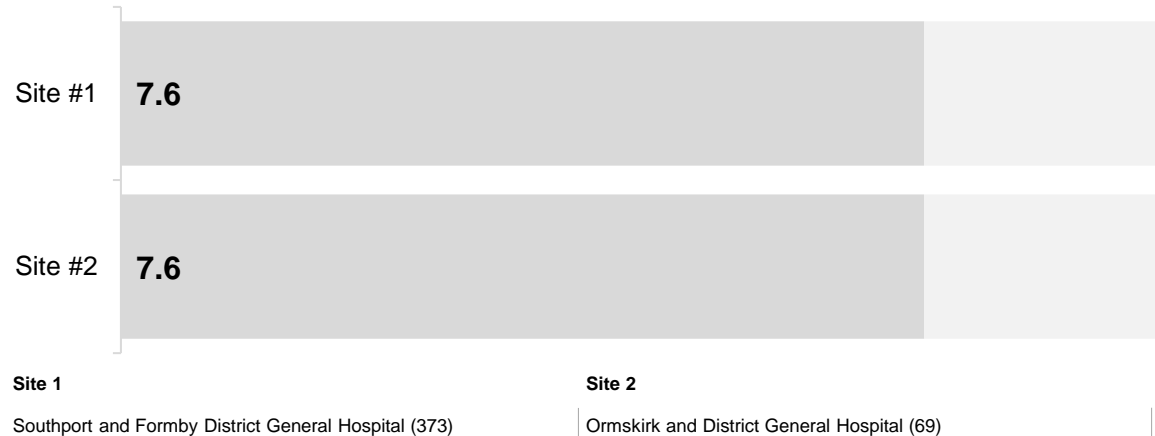 Site #1 7.6
Site #2 7.6
Site 1 Site 2
Southport and Formby District General Hospital (373) Ormskirk and District General Hospital (69)